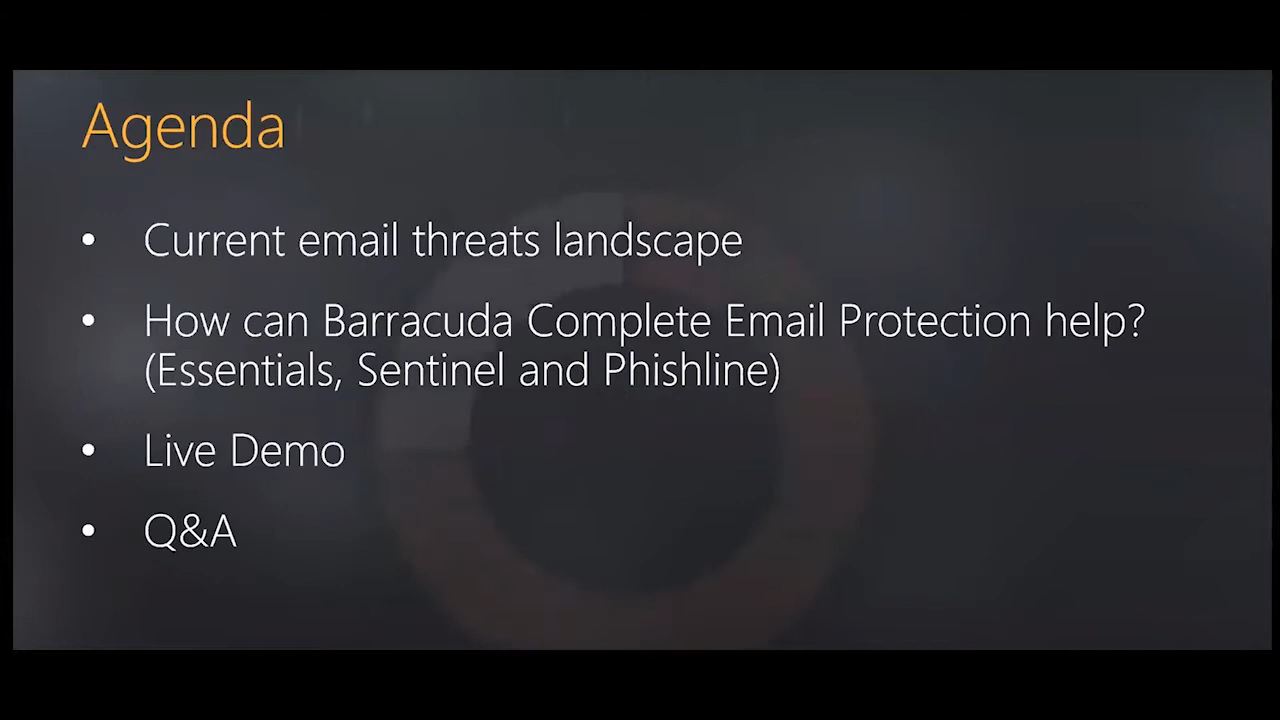 Agenda
• Current email threats landscape
• How can Barracuda Complete Email Protection help?
(Essentials, Sentinel and Phishline)
• Live Demo
• Q&A